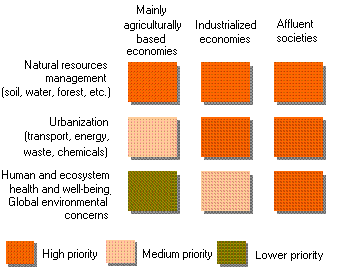 Mainly
agriculturally
based
economies
Industrialized
economies
Affluent
societies
Natural resources
management
(soil, water, forest, etc.)
Urbanization
(transport, energy,
waste, chemicals)
Human and ecosystem
health and well-being,
Global environmental
concerns
High priority
Medium priority
Lower priority